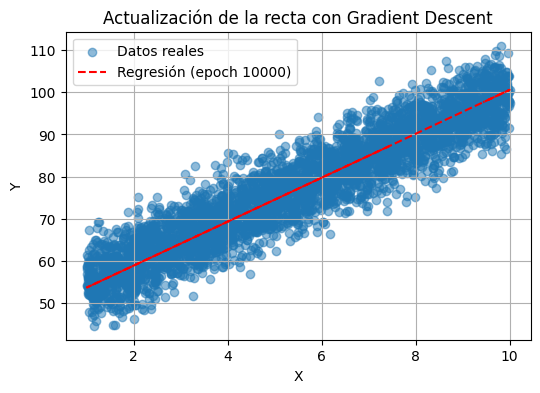 Actualización de la recta con Gradient Descent
Datos reales
Regresión (epoch 10000)
Y
110
100
90
80
70
60
50
2 4 6 8 10
X